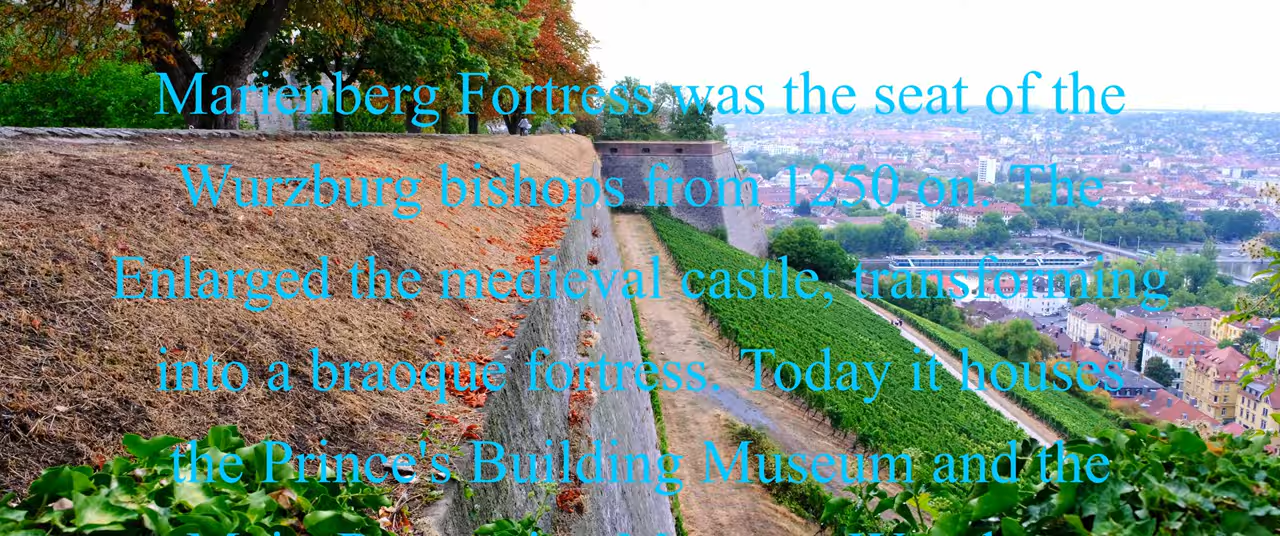 Marienberg Fortress was the seat of the
Wurzburg bishops from 1250 on. The
Enlarged the medieval castle, transforming
into a braoque fortress. Today it houses
the Prince's Building Museum and the